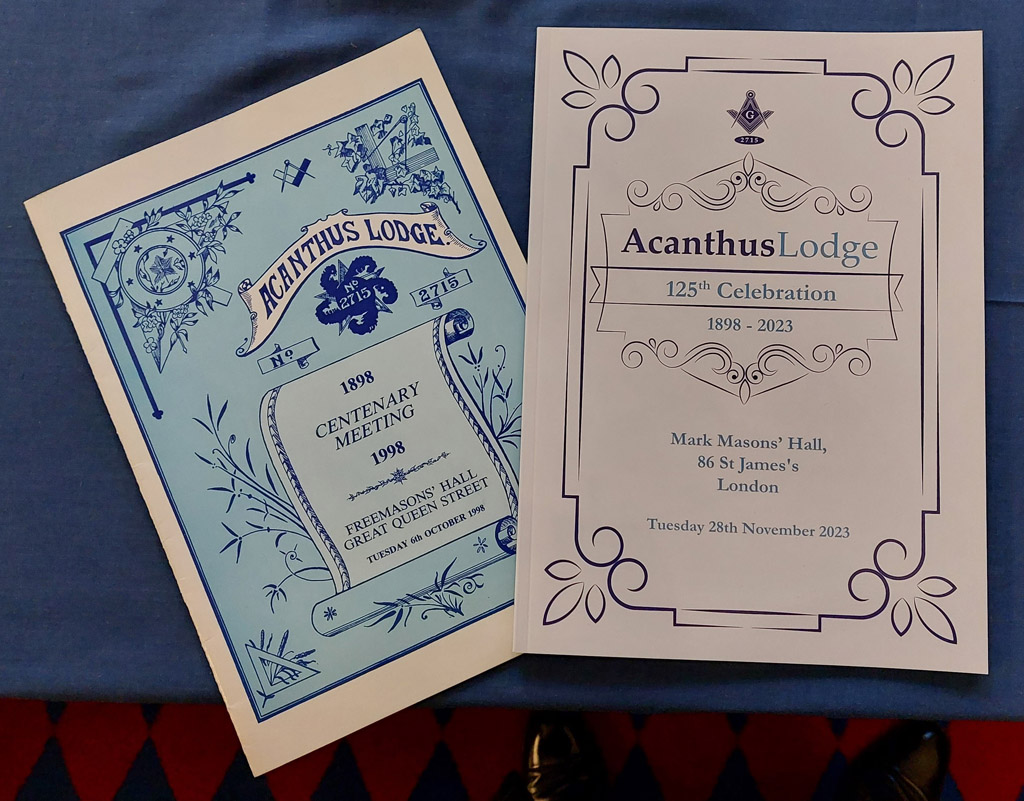 ACANTHUS LODGE.
No
2715
No
2715
1898
CENTENARY
MEETING
1998
FREEMASONS' HALL
GREAT QUEEN STREET
TUESDAY 6th OCTOBER 1998
G
2715
AcanthusLodge
125th Celebration
1898 - 2023
Mark Masons' Hall,
86 St James's
London
Tuesday 28th November 2023